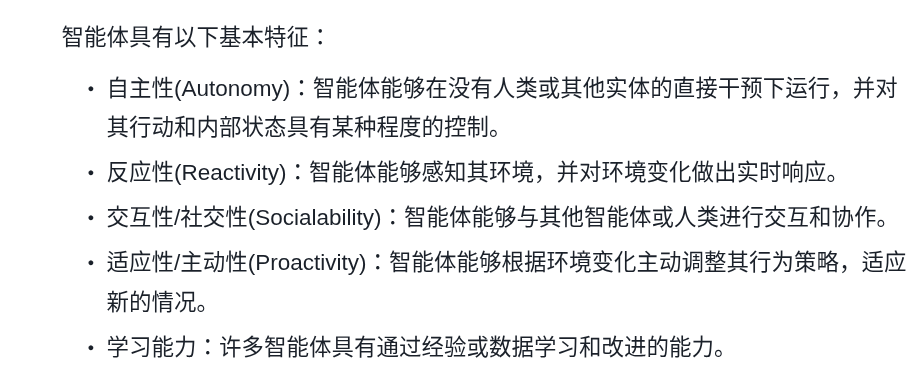 智能体具有以下基本特征：
• 自主性(Autonomy)：智能体能够在没有人类或其他实体的直接干预下运行，并对
其行动和内部状态具有某种程度的控制。
• 反应性(Reactivity)：智能体能够感知其环境，并对环境变化做出实时响应。
• 交互性/社交性(Socialability)：智能体能够与其他智能体或人类进行交互和协作。
• 适应性/主动性(Proactivity)：智能体能够根据环境变化主动调整其行为策略，适应
新的情况。
• 学习能力：许多智能体具有通过经验或数据学习和改进的能力。